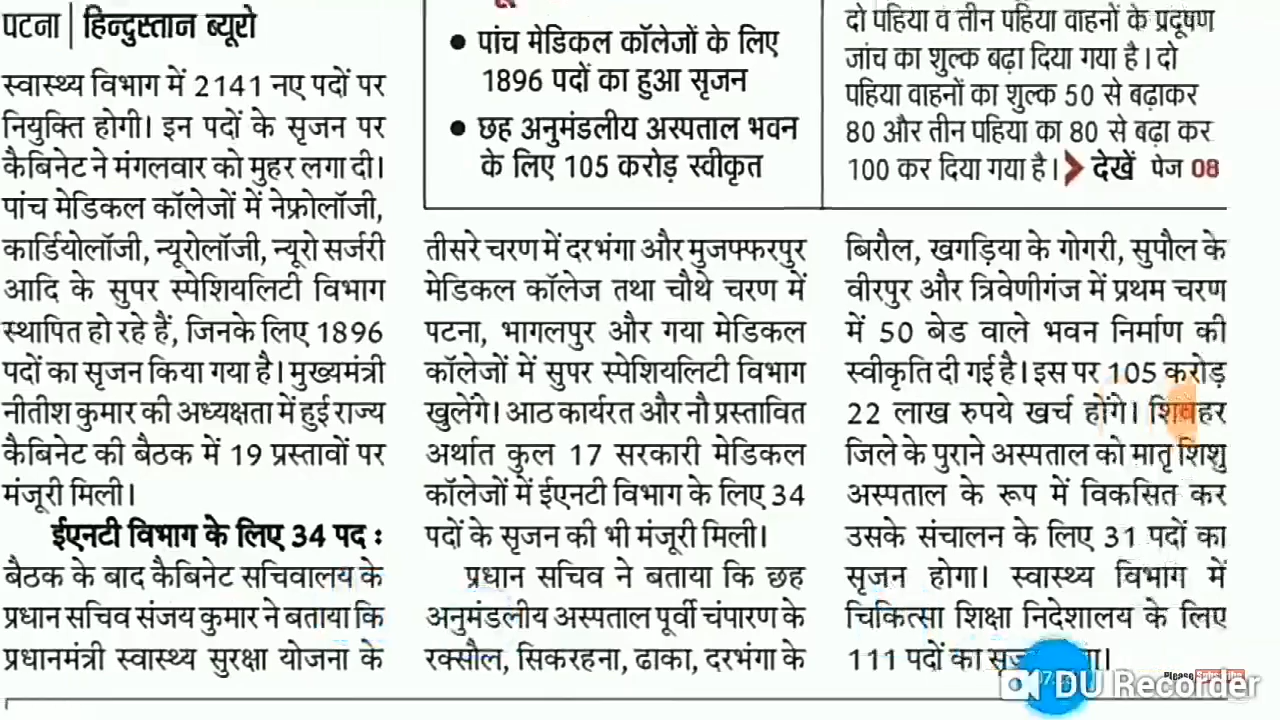 पटना | हिन्दुस्तान ब्यूरो
स्वास्थ्य विभाग में 2141 नए पदों पर
नियुक्ति होगी। इन पदों के सृजन पर
कैबिनेट ने मंगलवार को मुहर लगा दी।
पांच मेडिकल कॉलेजों में नेफ्रोलॉजी,
कार्डियोलॉजी, न्यूरोलॉजी, न्यूरो सर्जरी
आदि के सुपर स्पेशियलिटी विभाग
स्थापित हो रहे हैं, जिनके लिए 1896
पदों का सृजन किया गया है। मुख्यमंत्री
नीतीश कुमार की अध्यक्षता में हुई राज्य
कैबिनेट की बैठक में 19 प्रस्तावों पर
मंजूरी मिली।
ईएनटी विभाग के लिए 34 पद :
बैठक के बाद कैबिनेट सचिवालय के
प्रधान सचिव संजय कुमार ने बताया कि
प्रधानमंत्री स्वास्थ्य सुरक्षा योजना के
• पांच मेडिकल कॉलेजों के लिए
1896 पदों का हुआ सृजन
• छह अनुमंडलीय अस्पताल भवन
के लिए 105 करोड़ स्वीकृत
दो पहिया व तीन पहिया वाहनों के प्रदूषण
जांच का शुल्क बढ़ा दिया गया है। दो
पहिया वाहनों का शुल्क 50 से बढ़ाकर
80 और तीन पहिया का 80 से बढ़ा कर
100 कर दिया गया है। देखें पेज 08
तीसरे चरण में दरभंगा और मुजफ्फरपुर
मेडिकल कॉलेज तथा चौथे चरण में
पटना, भागलपुर और गया मेडिकल
कॉलेजों में सुपर स्पेशियलिटी विभाग
खुलेंगे। आठ कार्यरत और नौ प्रस्तावित
अर्थात कुल 17 सरकारी मेडिकल
कॉलेजों में ईएनटी विभाग के लिए 34
पदों के सृजन की भी मंजूरी मिली।
प्रधान सचिव ने बताया कि छह
अनुमंडलीय अस्पताल पूर्वी चंपारण के
रक्सौल, सिकरहना, ढाका, दरभंगा के
बिरौल, खगड़िया के गोगरी, सुपौल के
वीरपुर और त्रिवेणीगंज में प्रथम चरण
में 50 बेड वाले भवन निर्माण की
स्वीकृति दी गई है। इस पर 105 करोड़
22 लाख रुपये खर्च होंगे। शिवहर
जिले के पुराने अस्पताल को मातृ शिशु
अस्पताल के रूप में विकसित कर
उसके संचालन के लिए 31 पदों का
सृजन होगा। स्वास्थ्य विभाग में
चिकित्सा शिक्षा निदेशालय के लिए
111 पदों का
Please Subscribe
DU Recorder